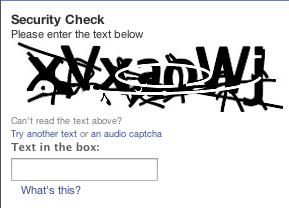 Security Check
Please enter the text below
Can't read the text above?
Try another text or an audio captcha
Text in the box:
What's this?